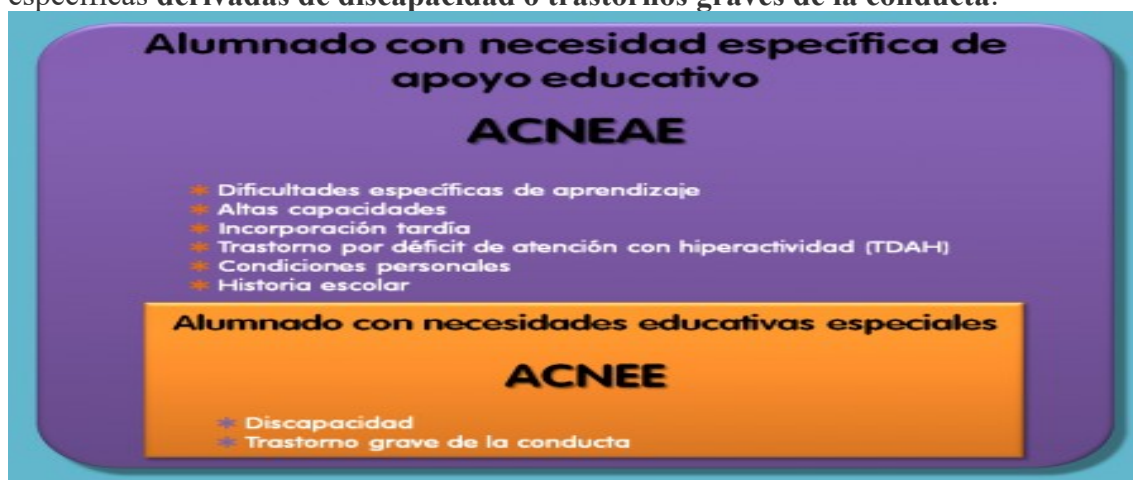 específicas derivadas de discapacidad o trastornos graves de la conducta.
Alumnado con necesidad específica de
apoyo educativo
ACNEAE
* Dificultades específicas de aprendizaje
* Altas capacidades
* Incorporación tardía
* Trastorno por déficit de atención con hiperactividad (TDAH)
* Condiciones personales
* Historia escolar
Alumnado con necesidades educativas especiales
ACNEE
* Discapacidad
* Trastorno grave de la conducta